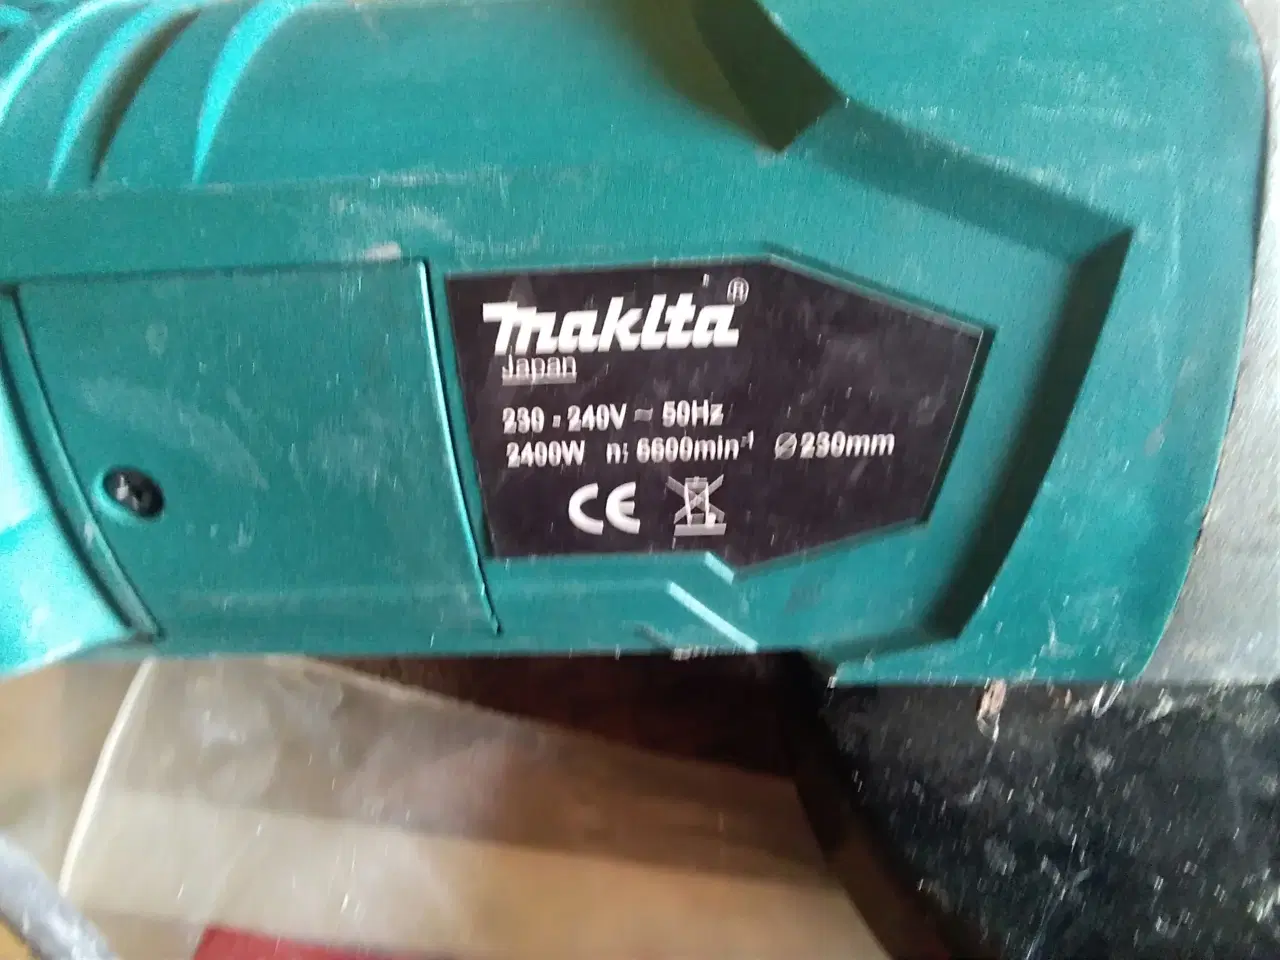 makita®
Japan
230 - 240V ~ 50Hz
2400W n: 6600min⁻¹ ⌀230mm
CE